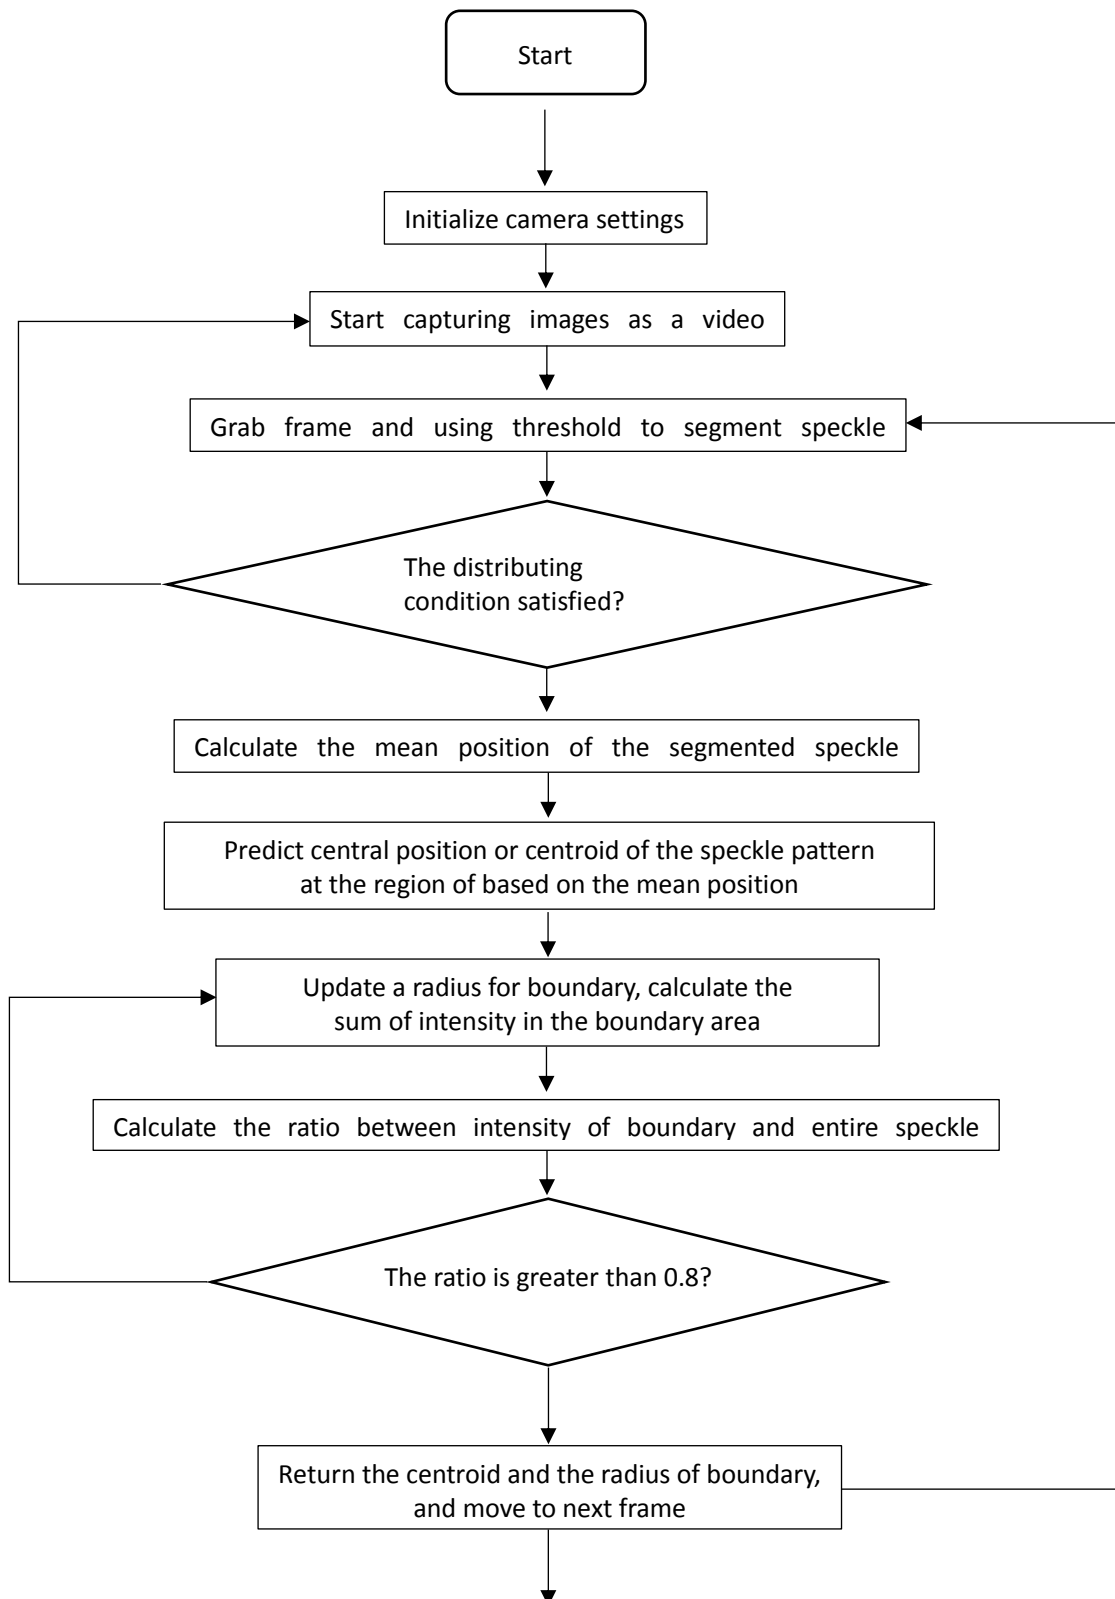 Start
Initialize camera settings
Start capturing images as a video
Grab frame and using threshold to segment speckle
The distributing
condition satisfied?
Calculate the mean position of the segmented speckle
Predict central position or centroid of the speckle pattern
at the region of based on the mean position
Update a radius for boundary, calculate the
sum of intensity in the boundary area
Calculate the ratio between intensity of boundary and entire speckle
The ratio is greater than 0.8?
Return the centroid and the radius of boundary,
and move to next frame